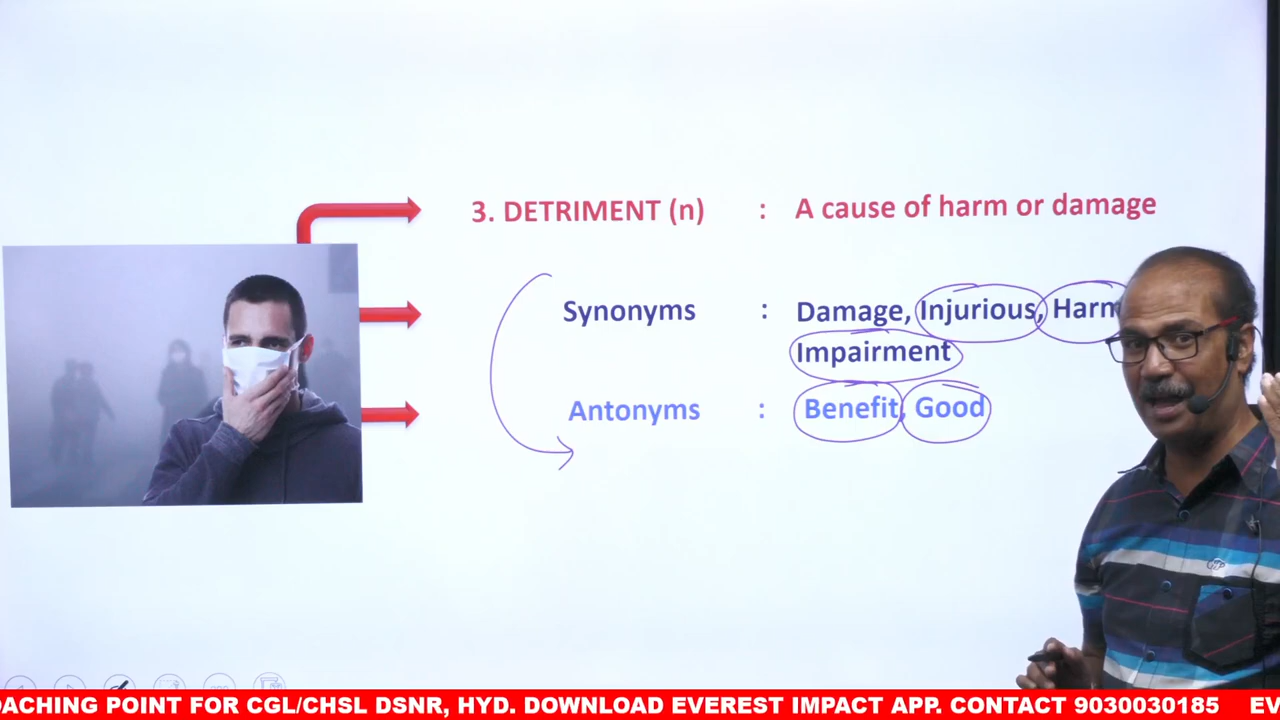 3. DETRIMENT (n) : A cause of harm or damage
Synonyms : Damage, Injurious, Harm
Impairment
Antonyms : Benefit, Good
OACHING POINT FOR CGL/CHSL DSNR, HYD. DOWNLOAD EVEREST IMPACT APP. CONTACT 9030030185 EV